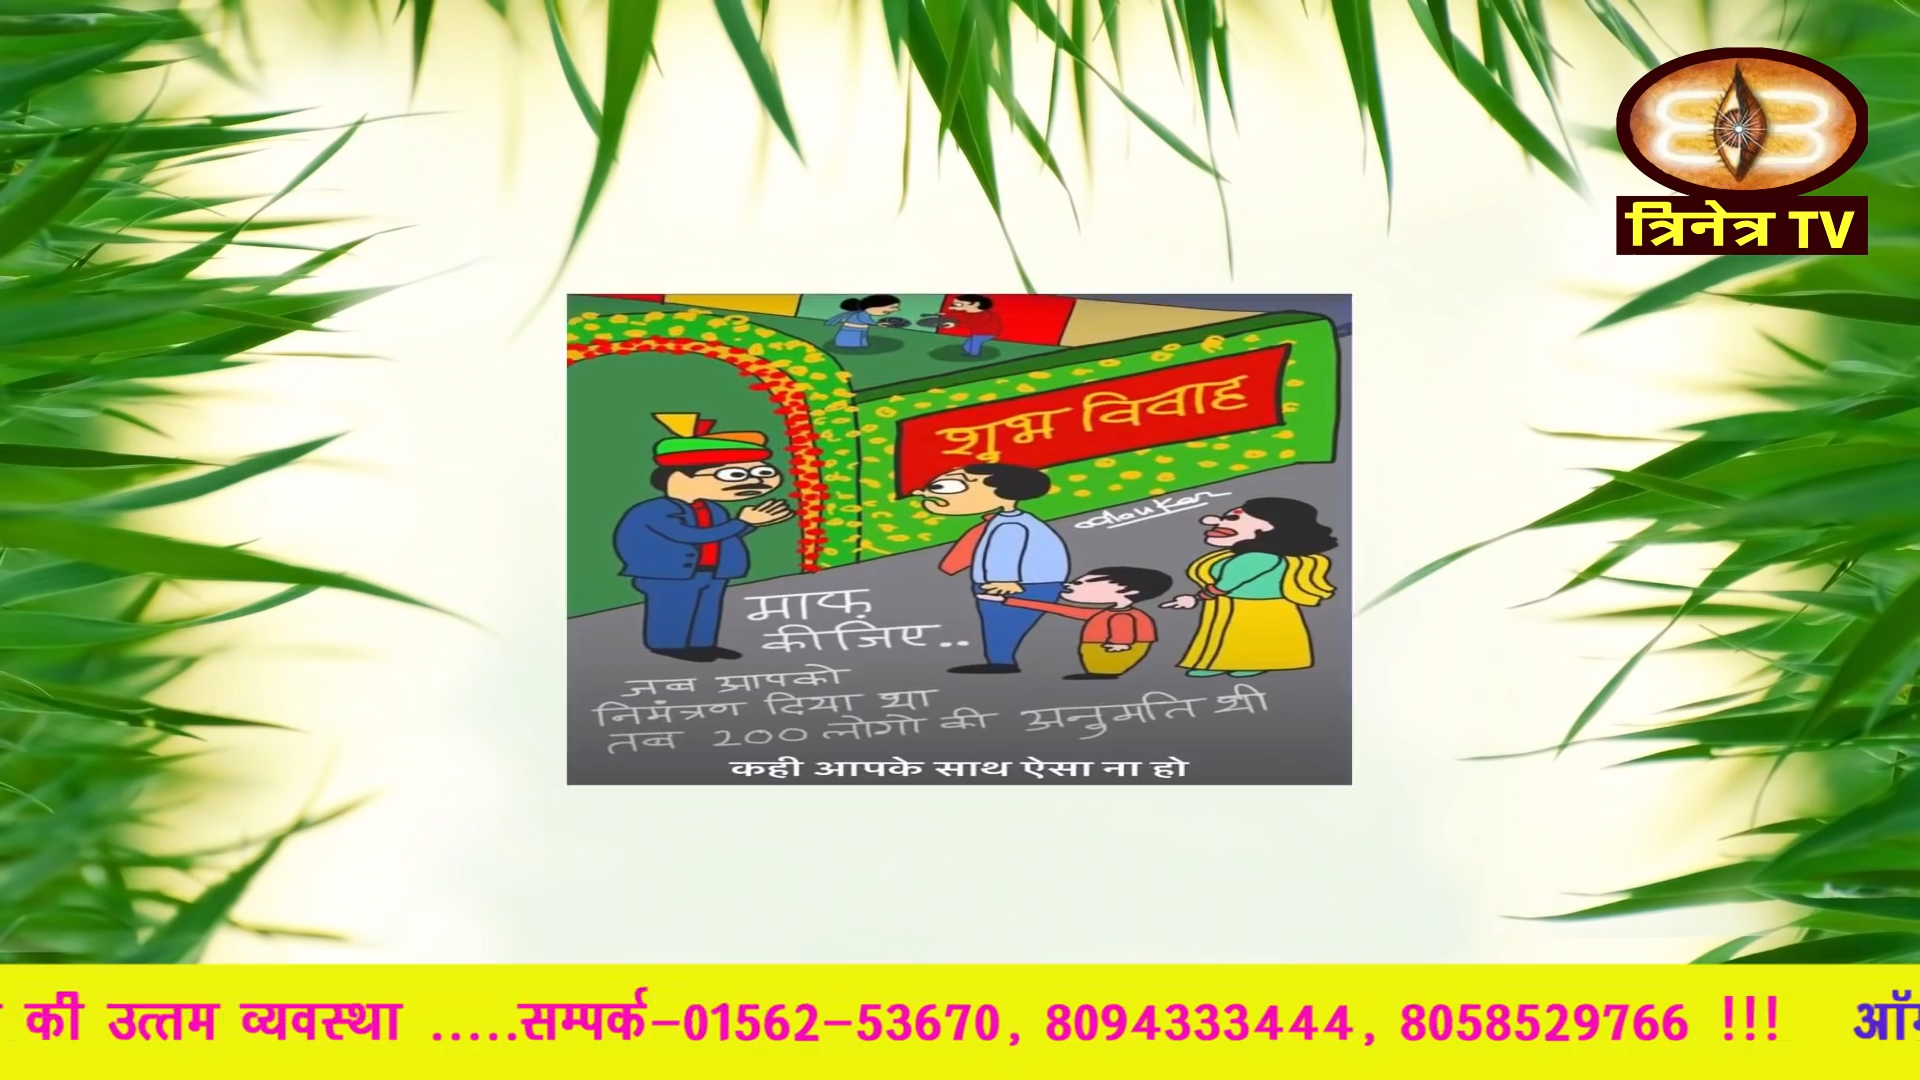 त्रिनेत्र TV
शुभ विवाह
माफ़
कीजिए..
जब आपको
निमंत्रण दिया था
तब 200 लोगो की अनुमति थी
कही आपके साथ ऐसा ना हो
की उत्तम व्यवस्था .....सम्पर्क-01562-53670, 8094333444, 8058529766 !!!